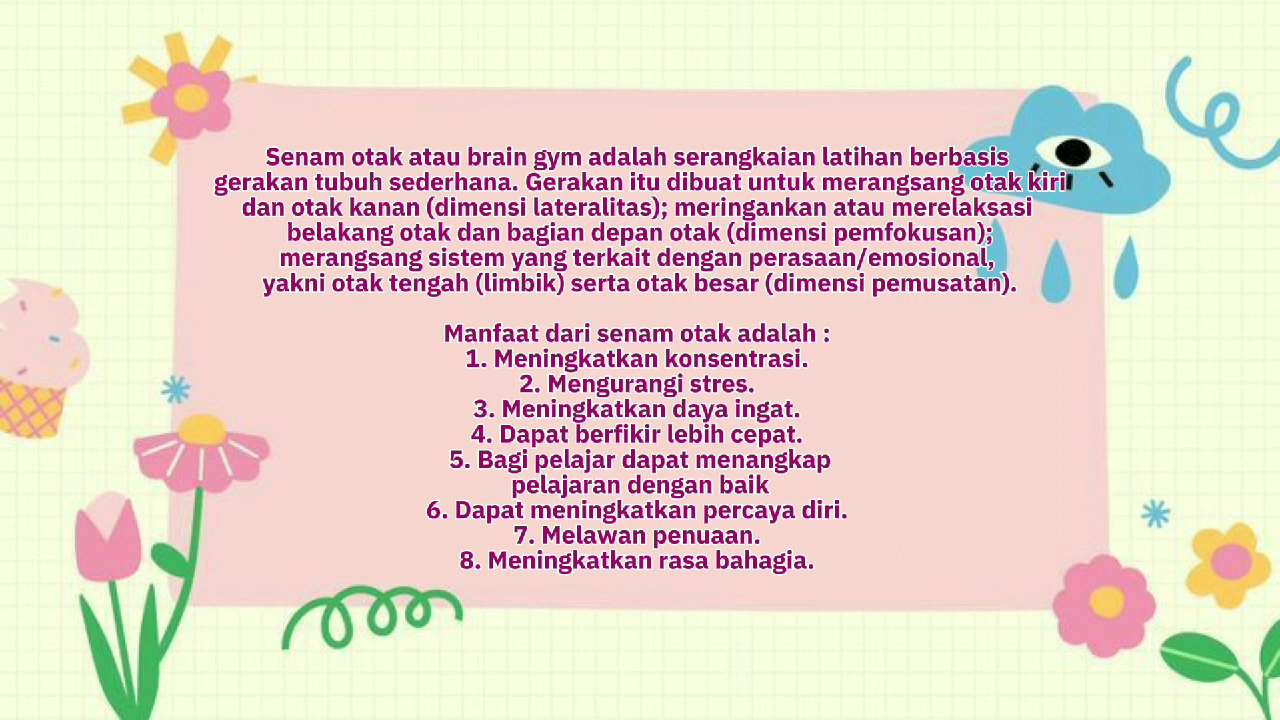 Senam otak atau brain gym adalah serangkaian latihan berbasis
gerakan tubuh sederhana. Gerakan itu dibuat untuk merangsang otak kiri
dan otak kanan (dimensi lateralitas); meringankan atau merelaksasi
belakang otak dan bagian depan otak (dimensi pemfokusan);
merangsang sistem yang terkait dengan perasaan/emosional,
yakni otak tengah (limbik) serta otak besar (dimensi pemusatan).
Manfaat dari senam otak adalah :
1. Meningkatkan konsentrasi.
2. Mengurangi stres.
3. Meningkatkan daya ingat.
4. Dapat berfikir lebih cepat.
5. Bagi pelajar dapat menangkap
pelajaran dengan baik
6. Dapat meningkatkan percaya diri.
7. Melawan penuaan.
8. Meningkatkan rasa bahagia.